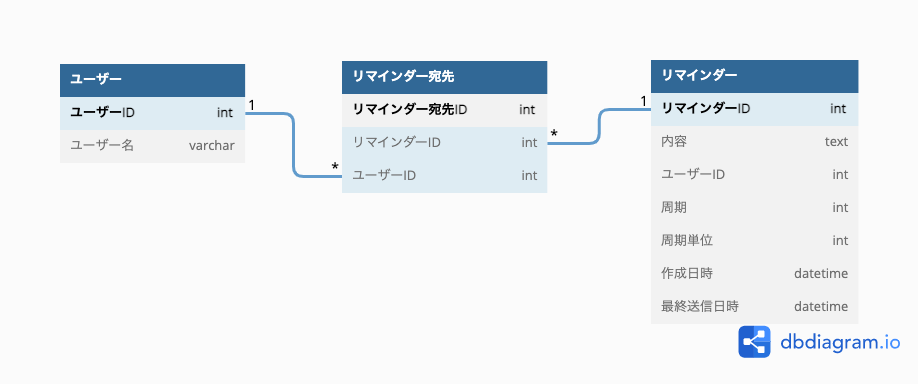 ユーザー
ユーザーID int
ユーザー名 varchar
1
*
リマインダー宛先
リマインダー宛先ID int
リマインダーID int
ユーザーID int
*
1
リマインダー
リマインダーID int
内容 text
ユーザーID int
周期 int
周期単位 int
作成日時 datetime
最終送信日時 datetime
dbdiagram.io